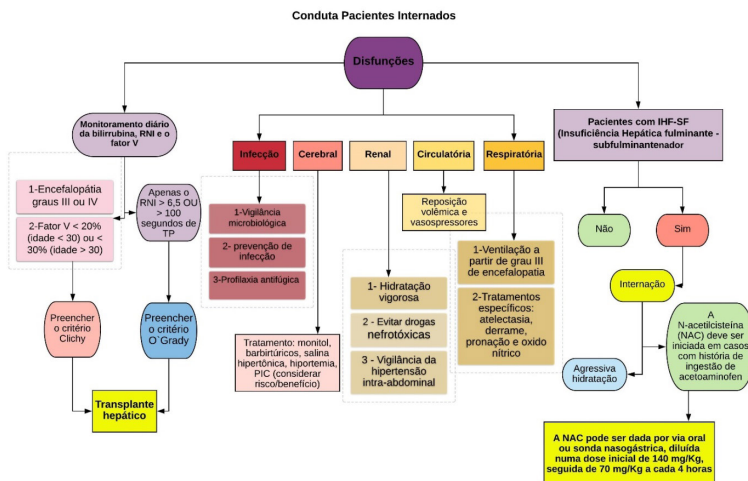 Conduta Pacientes Internados
Disfunções
Monitoramento diário
da bilirrubina, RNI e o
fator V
1-Encefalopátia
graus III ou IV
2-Fator V < 20%
(idade < 30) ou <
30% (idade > 30)
Apenas o
RNI > 6,5 OU >
> 100
segundos de
TP
Preencher
o critério
Clichy
Preencher
o critério
O`Grady
Transplante
hepático
Infecção
Cerebral
Renal
Circulatória
Respiratória
1-Vigilância
microbiológica
2- prevenção de
infecção
3-Profilaxia antifúgica
Tratamento: monitol,
barbirtúricos, salina
hipertônica, hiportemia,
PIC (considerar
risco/benefício)
1- Hidratação
vigorosa
2 - Evitar drogas
nefrotóxicas
3 - Vigilância da
hipertensão
intra-abdominal
Reposição
volêmica e
vasospressores
1-Ventilação a
partir de grau III
de encefalopatia
2-Tratamentos
específicos:
atelectasia,
derrame,
pronação e oxido
nítrico
Pacientes com IHF-SF
(Insuficiência Hepática fulminante -
subfulminantenador
Não
Sim
Internação
Agressiva
hidratação
A
N-acetilcisteína
(NAC) deve ser
iniciada em casos
com história de
ingestão de
acetoaminofen
A NAC pode ser dada por via oral
ou sonda nasogástrica, diluída
numa dose inicial de 140 mg/Kg,
seguida de 70 mg/Kg a cada 4 horas